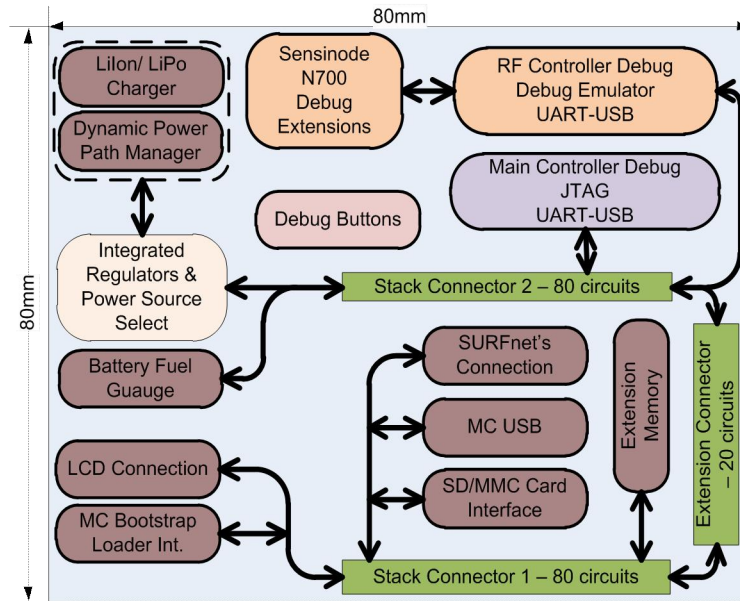 80mm
80mm
LiIon/ LiPo
Charger
Dynamic Power
Path Manager
Sensinode
N700
Debug
Extensions
RF Controller Debug
Debug Emulator
UART-USB
Main Controller Debug
JTAG
UART-USB
Debug Buttons
Integrated
Regulators &
Power Source
Select
Stack Connector 2 – 80 circuits
Battery Fuel
Guauge
SURFnet's
Connection
MC USB
SD/MMC Card
Interface
Extension
Memory
Extension Connector
– 20 circuits
LCD Connection
MC Bootstrap
Loader Int.
Stack Connector 1 – 80 circuits